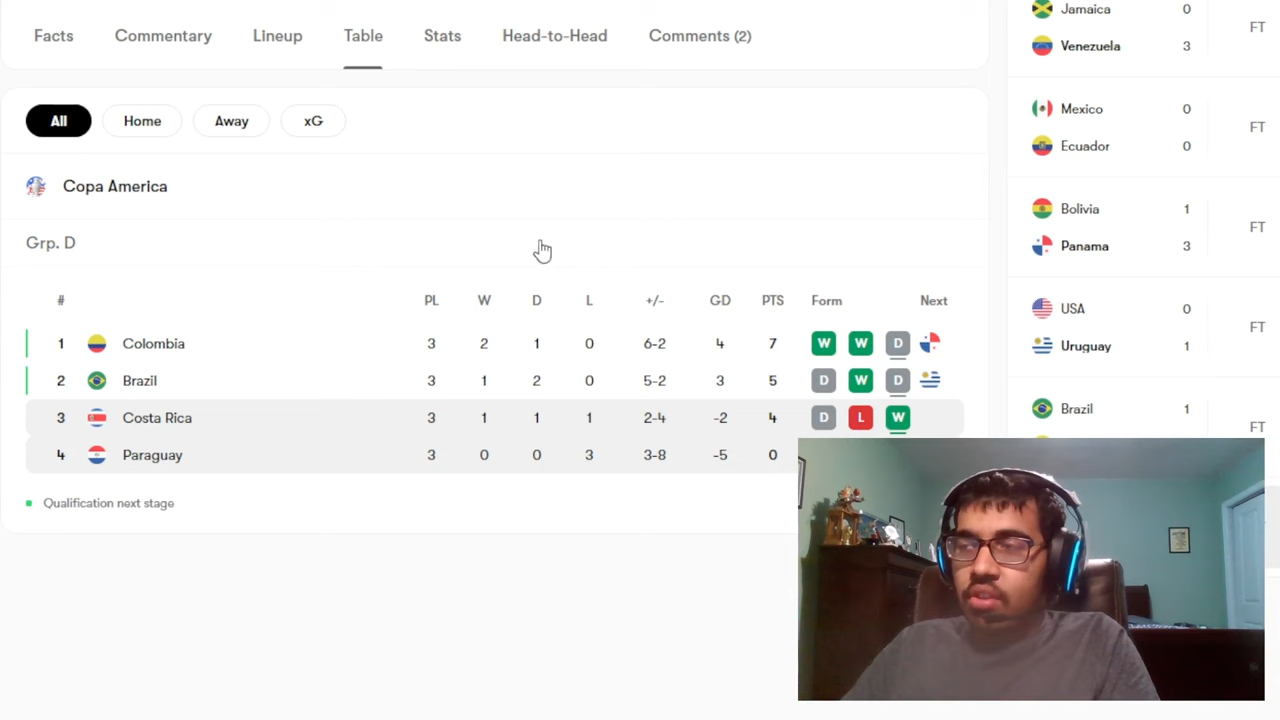 Facts Commentary Lineup Table Stats Head-to-Head Comments (2)
All Home Away xG
Copa America
Grp. D
# PL W D L +/- GD PTS Form Next
1 Colombia 3 2 1 0 6-2 4 7 W W D
2 Brazil 3 1 2 0 5-2 3 5 D W D
3 Costa Rica 3 1 1 1 2-4 -2 4 D L W
4 Paraguay 3 0 0 3 3-8 -5 0
Qualification next stage
Jamaica 0
FT
Venezuela 3
Mexico 0
FT
Ecuador 0
Bolivia 1
FT
Panama 3
USA 0
FT
Uruguay 1
Brazil 1
FT